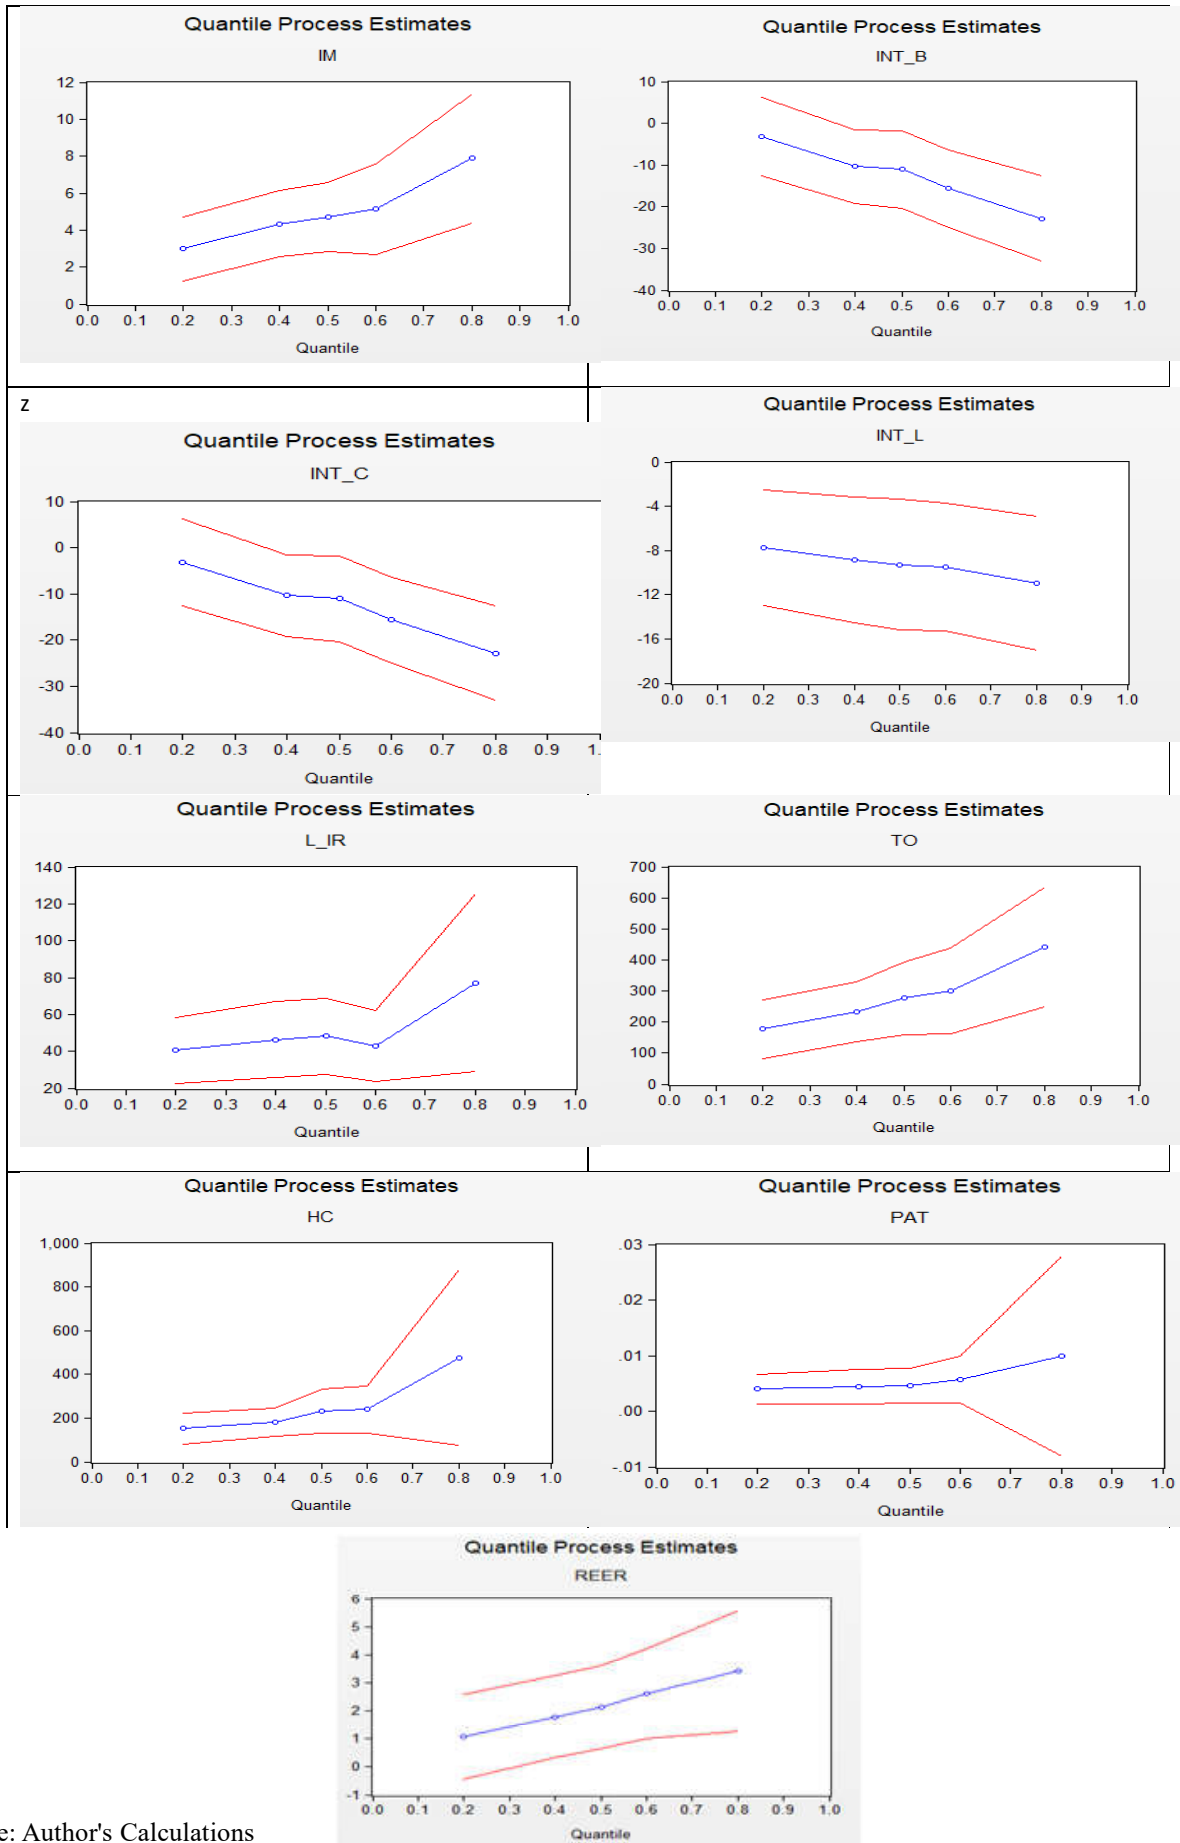 Quantile Process Estimates
IM
12
10
8
6
4
2
0
0.0 0.1 0.2 0.3 0.4 0.5 0.6 0.7 0.8 0.9 1.0
Quantile
Quantile Process Estimates
INT_B
10
0
-10
-20
-30
-40
0.0 0.1 0.2 0.3 0.4 0.5 0.6 0.7 0.8 0.9 1.0
Quantile
z
Quantile Process Estimates
INT_C
10
0
-10
-20
-30
-40
0.0 0.1 0.2 0.3 0.4 0.5 0.6 0.7 0.8 0.9 1.
Quantile
Quantile Process Estimates
INT_L
0
-4
-8
-12
-16
-20
0.0 0.1 0.2 0.3 0.4 0.5 0.6 0.7 0.8 0.9 1.0
Quantile
Quantile Process Estimates
L_IR
140
120
100
80
60
40
20
0.0 0.1 0.2 0.3 0.4 0.5 0.6 0.7 0.8 0.9 1.0
Quantile
Quantile Process Estimates
TO
700
600
500
400
300
200
100
0
0.0 0.1 0.2 0.3 0.4 0.5 0.6 0.7 0.8 0.9 1.0
Quantile
Quantile Process Estimates
HC
1,000
800
600
400
200
0
0.0 0.1 0.2 0.3 0.4 0.5 0.6 0.7 0.8 0.9 1.0
Quantile
Quantile Process Estimates
PAT
.03
.02
.01
.00
-.01
0.0 0.1 0.2 0.3 0.4 0.5 0.6 0.7 0.8 0.9 1.0
Quantile
Quantile Process Estimates
REER
6
5
4
3
2
1
0
-1
0.0 0.1 0.2 0.3 0.4 0.5 0.6 0.7 0.8 0.9 1.0
Quantile
e: Author's Calculations